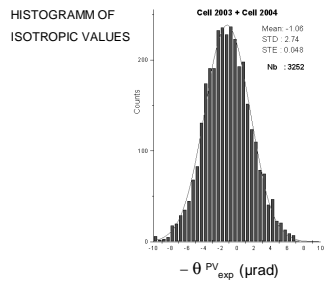 HISTOGRAMM OF
ISOTROPIC VALUES
Cell 2003 + Cell 2004
Mean: -1.06
STD : 2.74
STE : 0.048
Nb : 3252
Counts
200
100
0
-10 -8 -6 -4 -2 0 2 4 6 8 10
− θ PV exp (µrad)